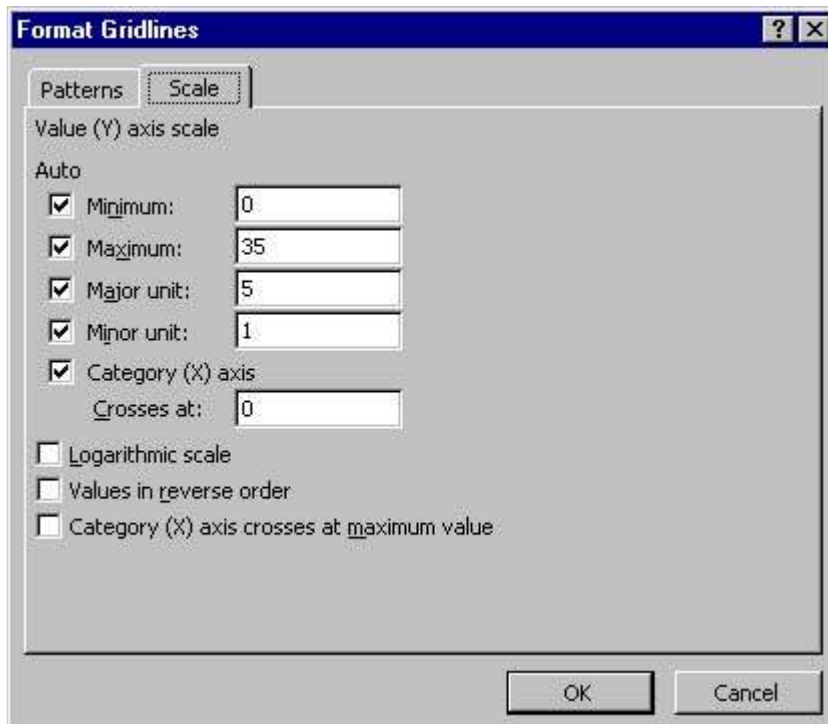 Format Gridlines
Patterns Scale
Value (Y) axis scale
Auto
Minimum: 0
Maximum: 35
Major unit: 5
Minor unit: 1
Category (X) axis
Crosses at: 0
Logarithmic scale
Values in reverse order
Category (X) axis crosses at maximum value
OK Cancel